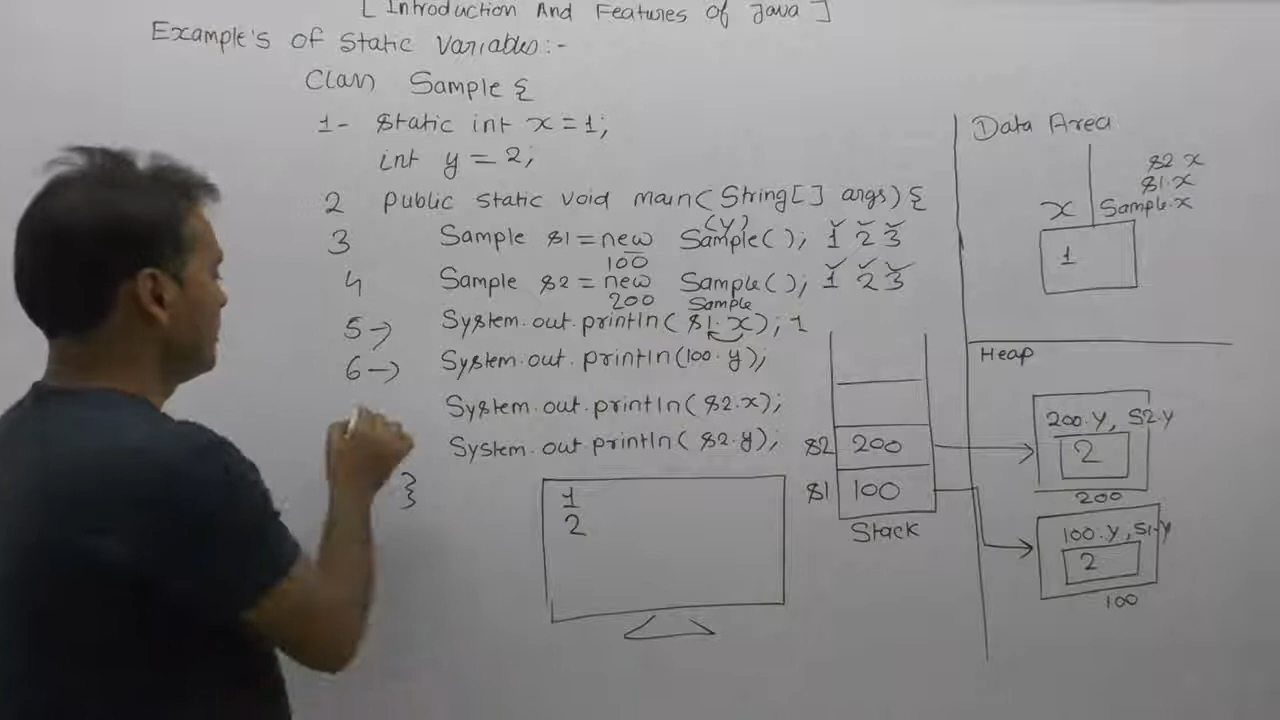 [ Introduction And Features Of Java ]
Example's of Static Variables:-
Class Sample {
1- Static int x = 1;
int y = 2;
2 Public static void main( String[ ] args ) {
(y)
3 Sample s1 = new Sample( ); 1 2 3
100
4 Sample s2 = new Sample( ); 1 2 3
200 Sample
5 → System.out.println( s1.x ); 1
6 → System.out.println(100.y);
System.out.println( s2.x);
System.out.println( s2.y);
}
1
2
s2 200
s1 100
Stack
Data Area
s2.x
s1.x
x Sample.x
1
Heap
200.y, S2.y
2
200
100.y, S1.y
2
100